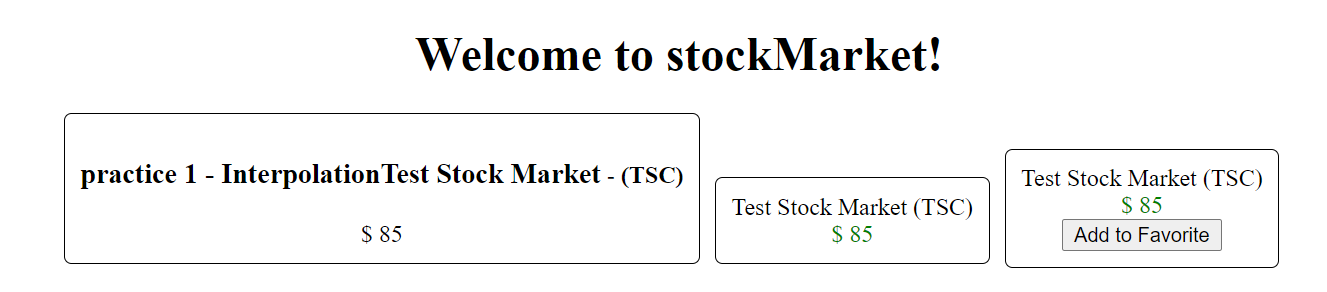 Welcome to stockMarket!
practice 1 - InterpolationTest Stock Market - (TSC)
$ 85
Test Stock Market (TSC)
$ 85
Test Stock Market (TSC)
$ 85
Add to Favorite